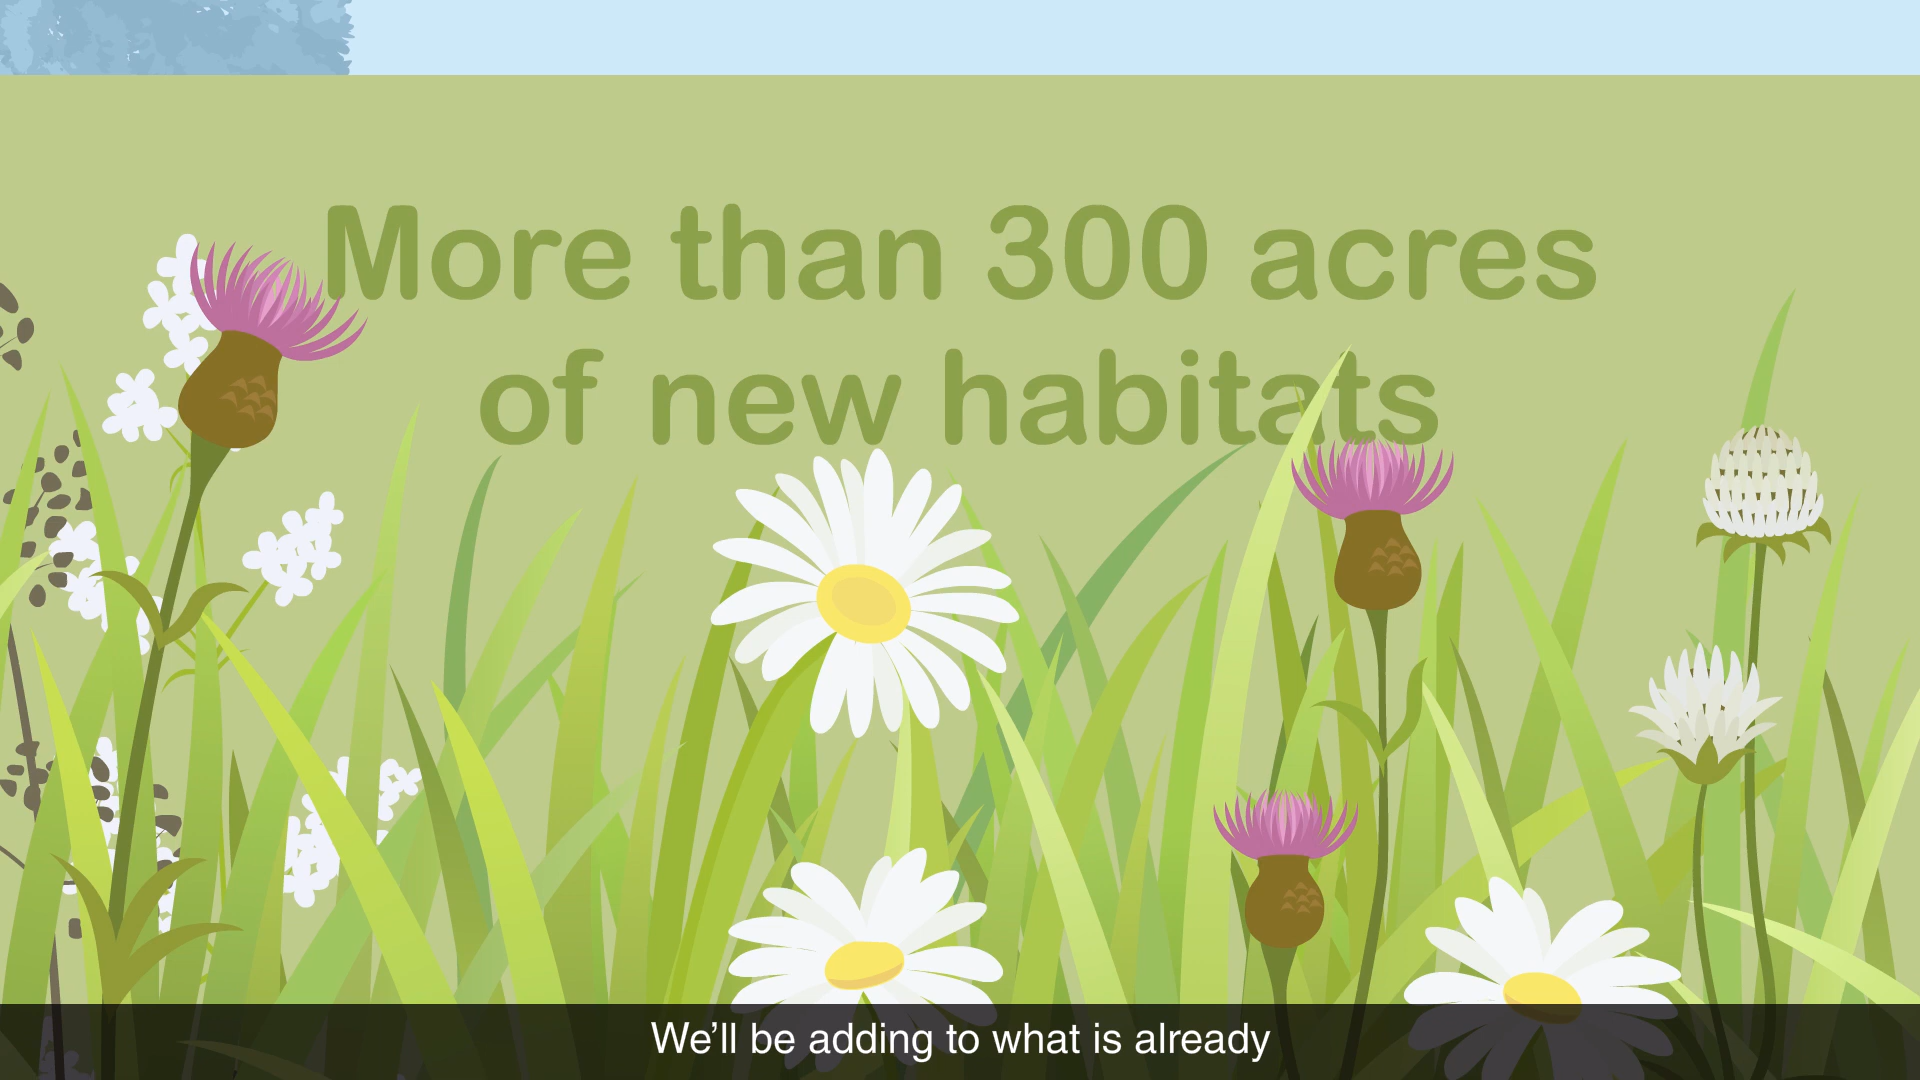 More than 300 acres
of new habitats
We’ll be adding to what is already